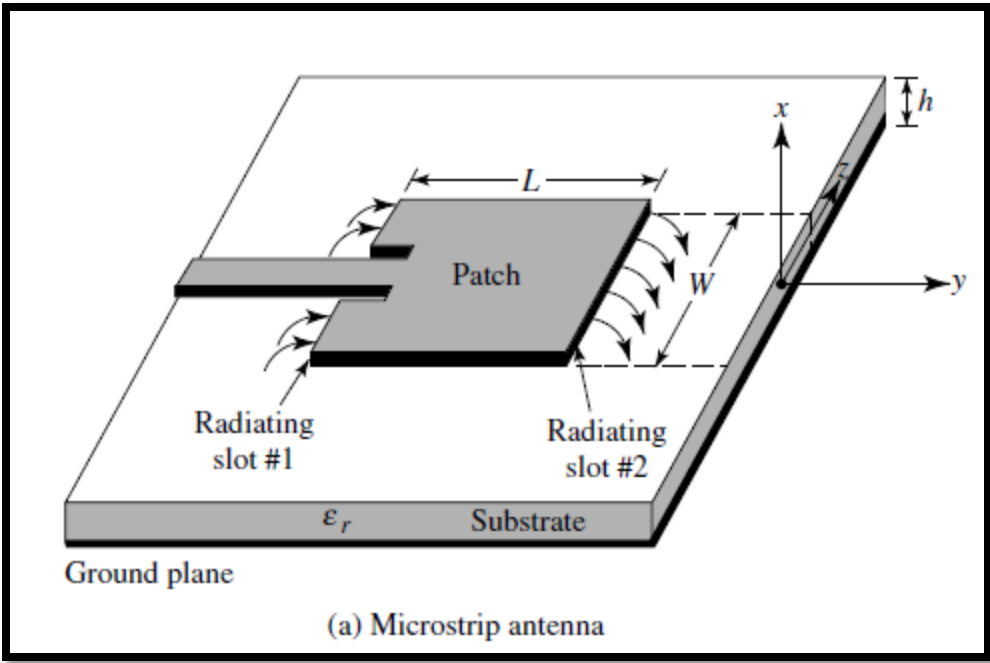 h
x
z
L
Patch
W
y
Radiating
slot #1
Radiating
slot #2
εr
Substrate
Ground plane
(a) Microstrip antenna